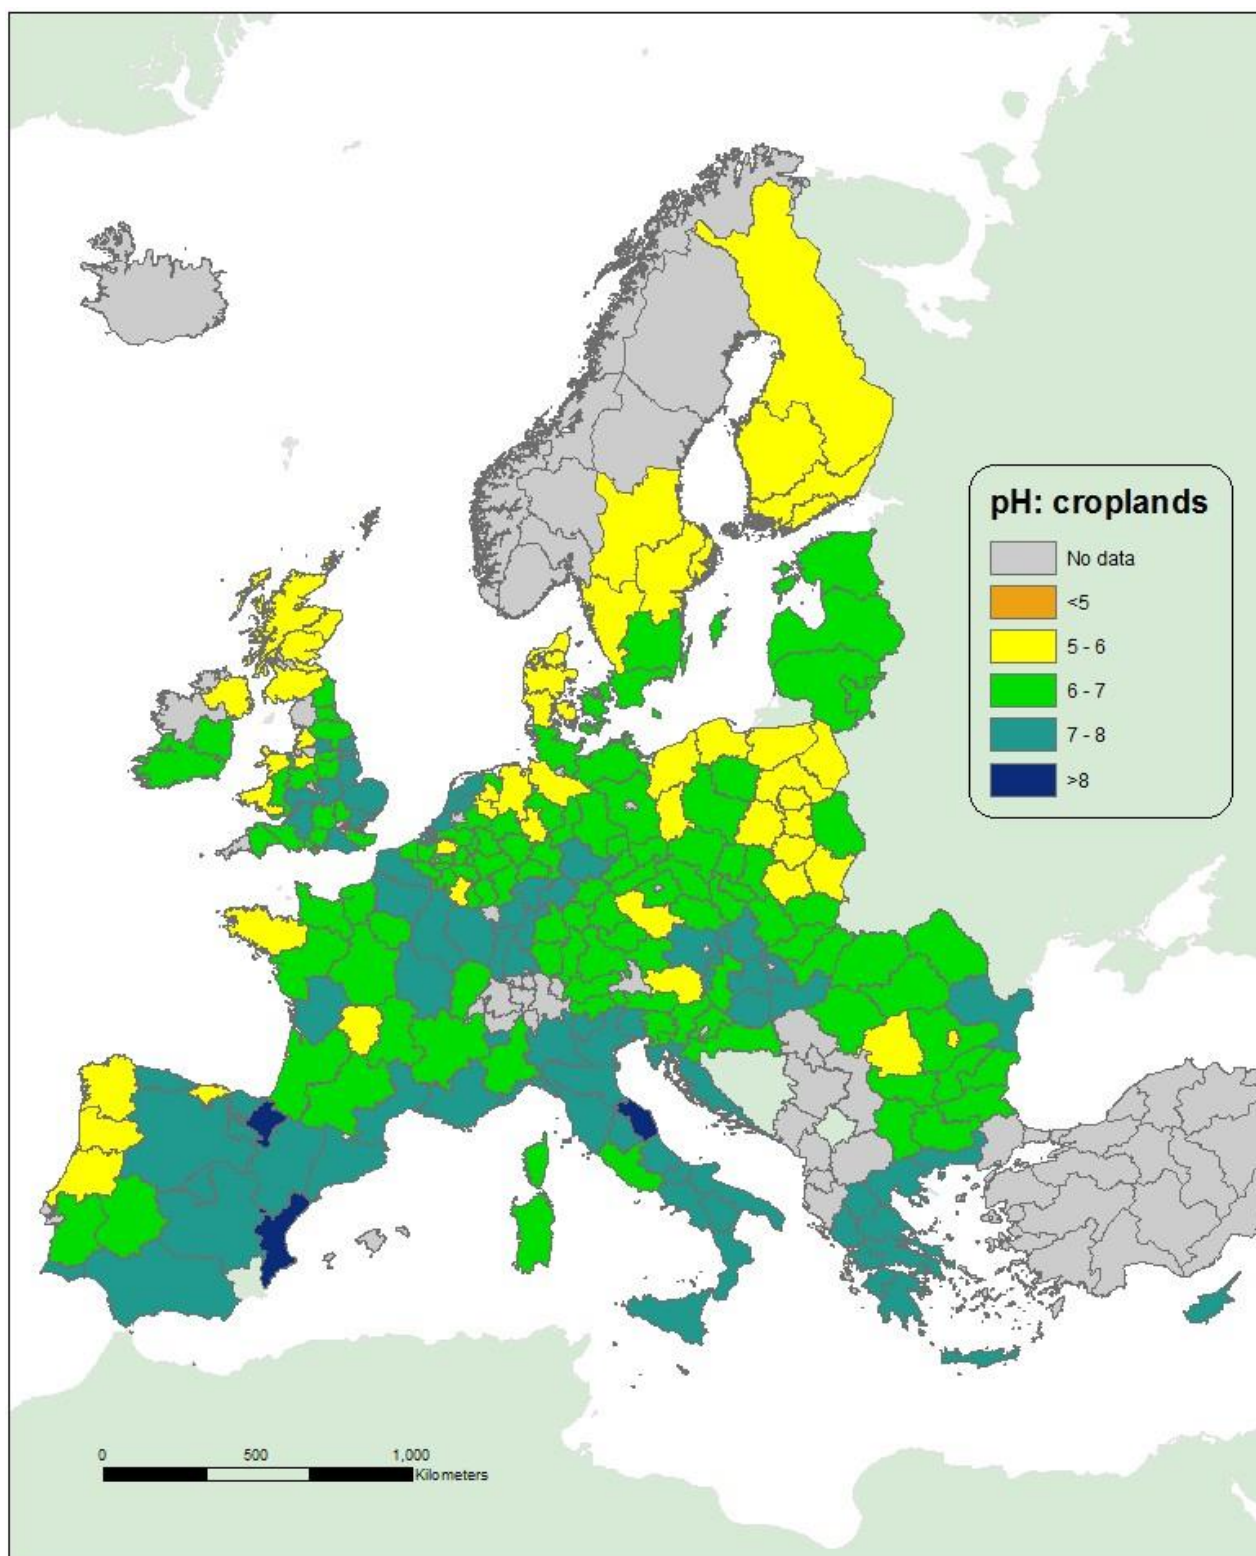 pH: croplands
No data
<5
5 - 6
6 - 7
7 - 8
>8
0 500 1,000
Kilometers